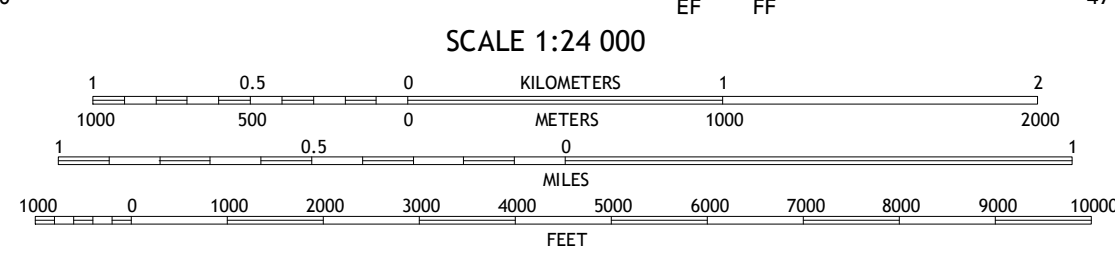 EF FF
SCALE 1:24 000
1 0.5 0 KILOMETERS 1 2
1000 500 0 METERS 1000 2000
1 0.5 0 1
MILES
1000 0 1000 2000 3000 4000 5000 6000 7000 8000 9000 10000
FEET